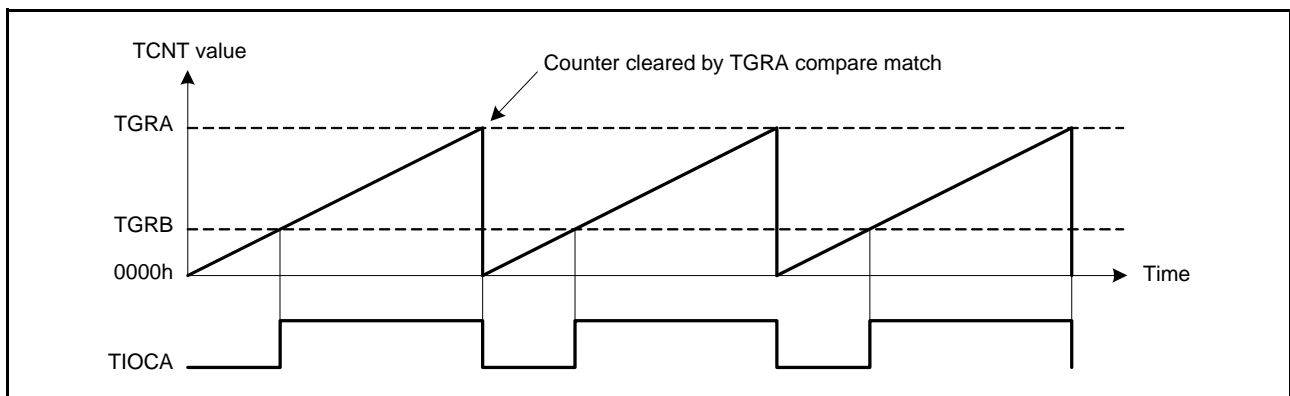 TCNT value
Counter cleared by TGRA compare match
TGRA
TGRB
0000h
Time
TIOCA